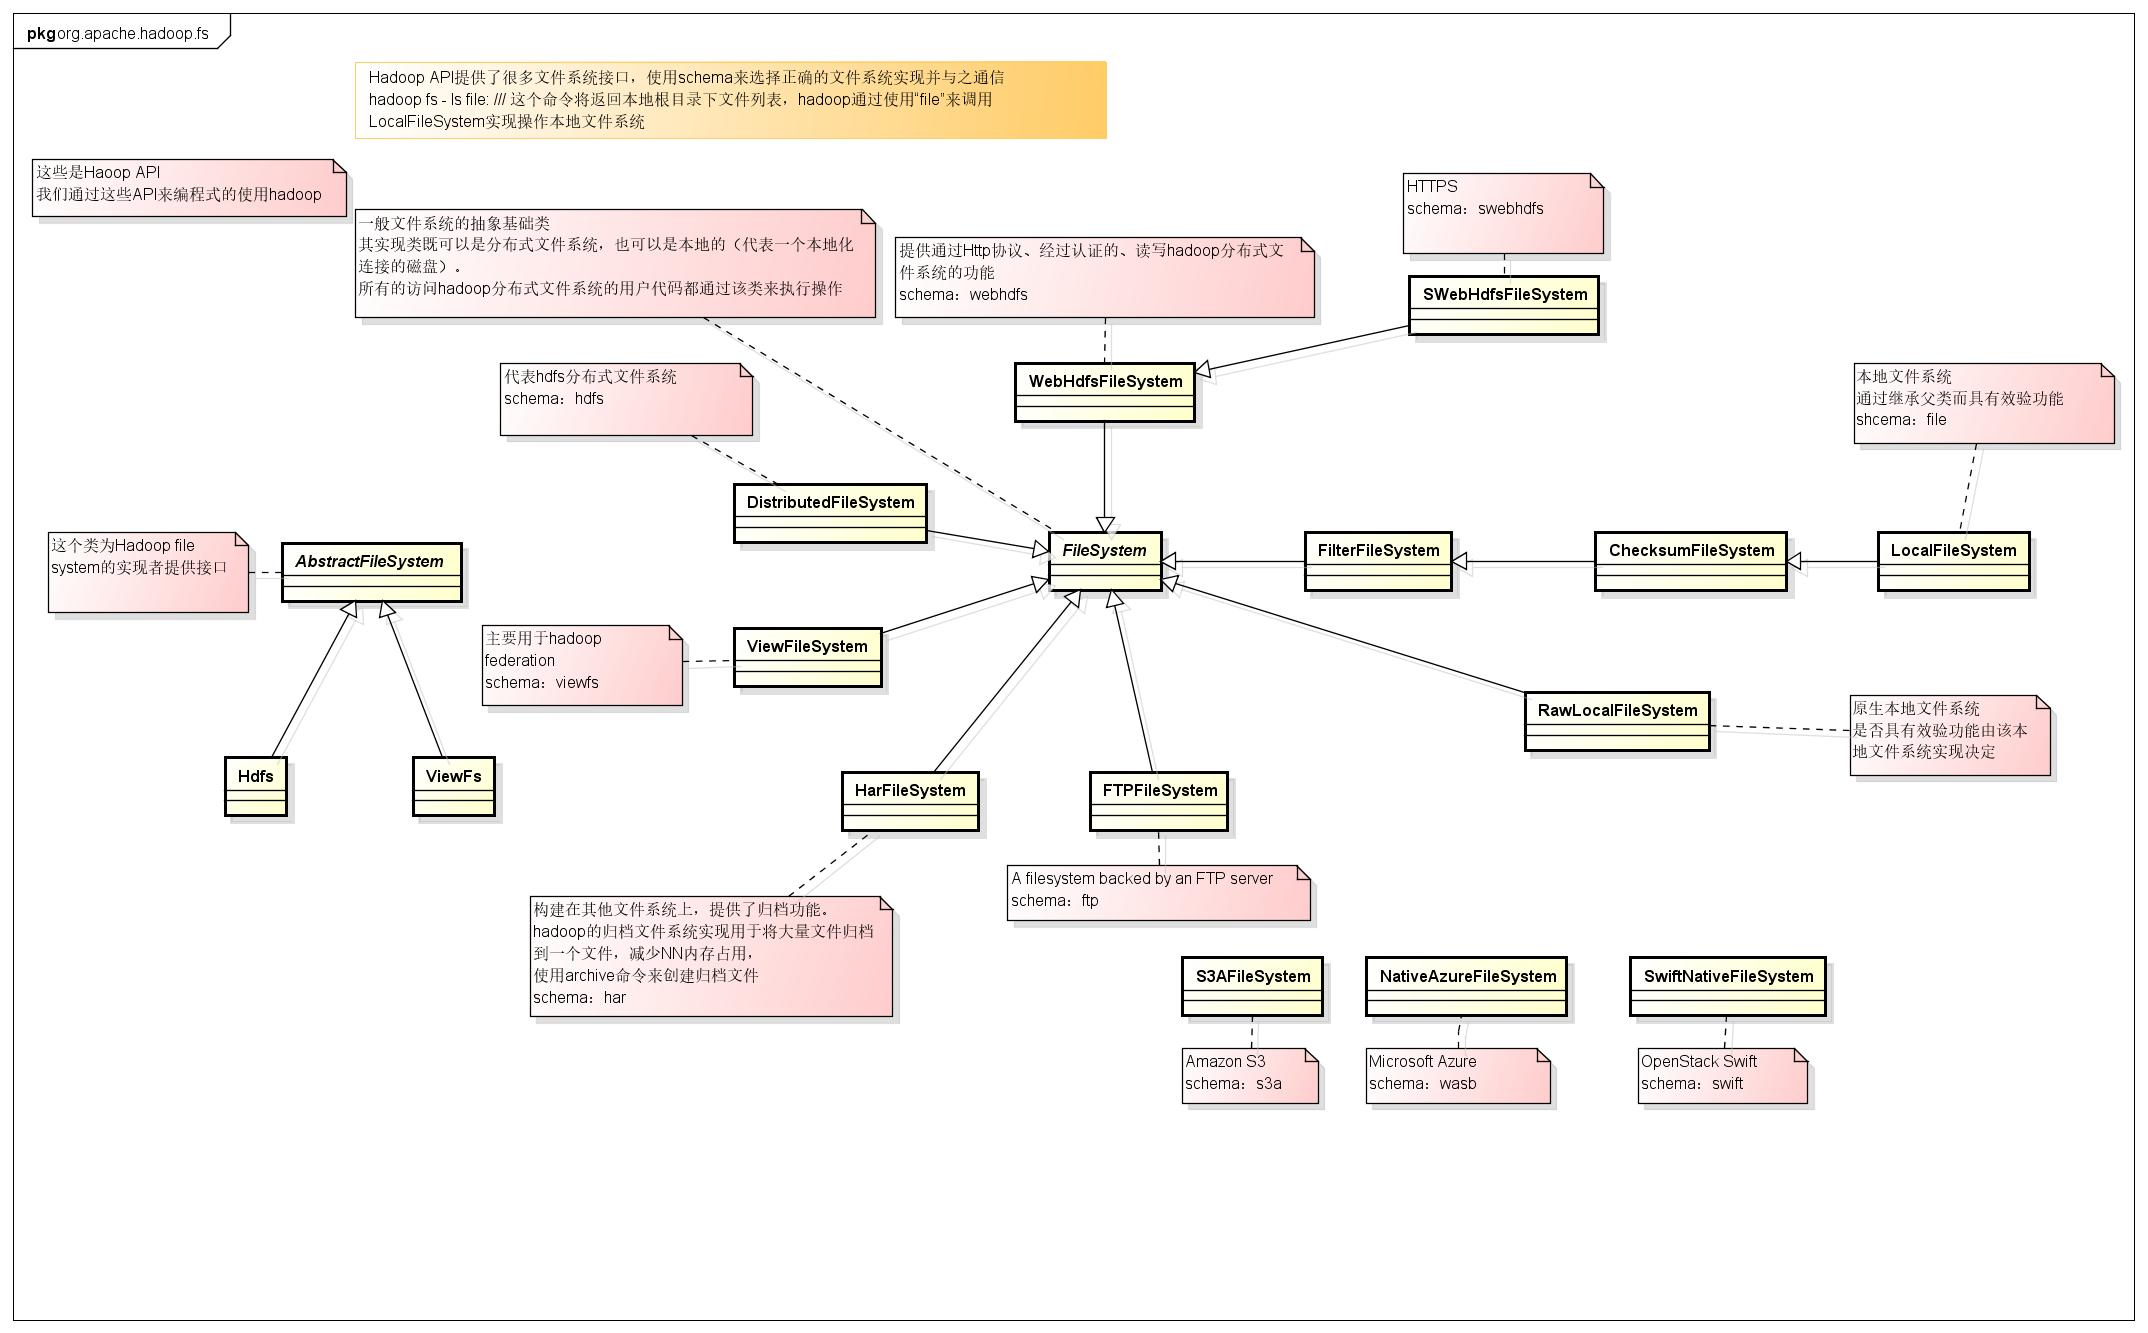 pkg org.apache.hadoop.fs
Hadoop API提供了很多文件系统接口，使用schema来选择正确的文件系统实现并与之通信
hadoop fs - ls file: /// 这个命令将返回本地根目录下文件列表，hadoop通过使用“file”来调用
LocalFileSystem实现操作本地文件系统
这些是Haoop API
我们通过这些API来编程式的使用hadoop
一般文件系统的抽象基础类
其实现类既可以是分布式文件系统，也可以是本地的（代表一个本地化
连接的磁盘）。
所有的访问hadoop分布式文件系统的用户代码都通过该类来执行操作
提供通过Http协议、经过认证的、读写hadoop分布式文
件系统的功能
schema：webhdfs
HTTPS
schema：swebhdfs
SWebHdfsFileSystem
代表hdfs分布式文件系统
schema：hdfs
WebHdfsFileSystem
本地文件系统
通过继承父类而具有效验功能
shcema：file
DistributedFileSystem
这个类为Hadoop file
system的实现者提供接口
AbstractFileSystem
FileSystem
FilterFileSystem
ChecksumFileSystem
LocalFileSystem
主要用于hadoop
federation
schema：viewfs
ViewFileSystem
RawLocalFileSystem
原生本地文件系统
是否具有效验功能由该本
地文件系统实现决定
Hdfs
ViewFs
HarFileSystem
FTPFileSystem
A filesystem backed by an FTP server
schema：ftp
构建在其他文件系统上，提供了归档功能。
hadoop的归档文件系统实现用于将大量文件归档
到一个文件，减少NN内存占用，
使用archive命令来创建归档文件
schema：har
S3AFileSystem
NativeAzureFileSystem
SwiftNativeFileSystem
Amazon S3
schema：s3a
Microsoft Azure
schema：wasb
OpenStack Swift
schema：swift